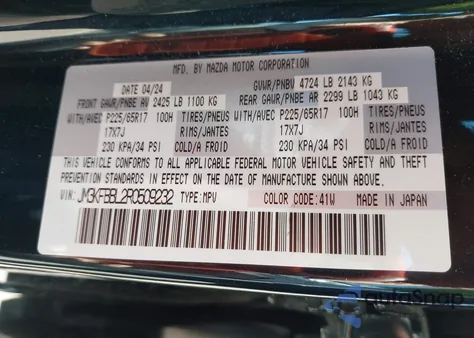 MFD. BY MAZDA MOTOR CORPORATION
DATE 04/24 GVWR/PNBV 4724 LB 2143 KG
FRONT GAWR/PNBE AV 2425 LB 1100 KG REAR GAWR/PNBE AR 2299 LB 1043 KG
WITH/AVEC P225/65R17 100H TIRES/PNEUS WITH/AVEC P225/65R17 100H TIRES/PNEUS
17X7J RIMS/JANTES 17X7J RIMS/JANTES
230 KPA/34 PSI COLD/A FROID 230 KPA/34 PSI COLD/A FROID
THIS VEHICLE CONFORMS TO ALL APPLICABLE FEDERAL MOTOR VEHICLE SAFETY AND THEFT
PREVENTION STANDARDS IN EFFECT ON THE DATE OF MANUFACTURE SHOWN ABOVE.
VIN: JM3KFBBL2R0509232 TYPE:MPV COLOR CODE:41W MADE IN JAPAN
autoSnap